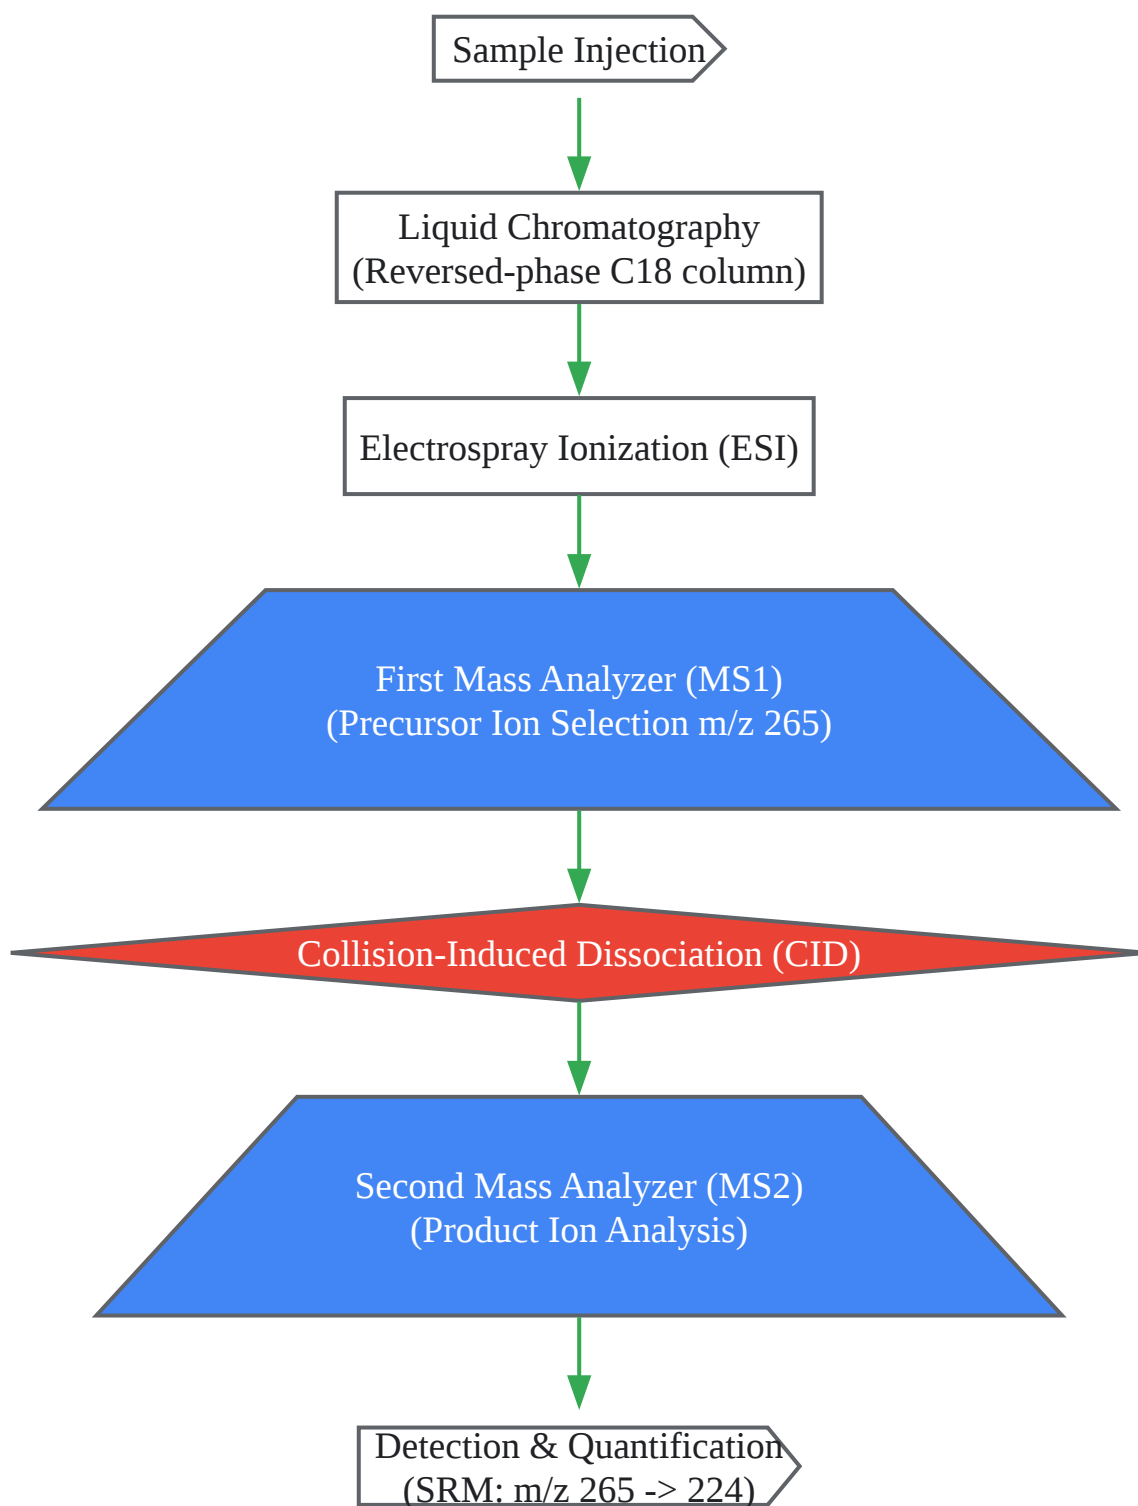 Sample Injection
Liquid Chromatography
(Reversed-phase C18 column)
Electrospray Ionization (ESI)
First Mass Analyzer (MS1)
(Precursor Ion Selection m/z 265)
Collision-Induced Dissociation (CID)
Second Mass Analyzer (MS2)
(Product Ion Analysis)
Detection & Quantification
(SRM: m/z 265 -> 224)